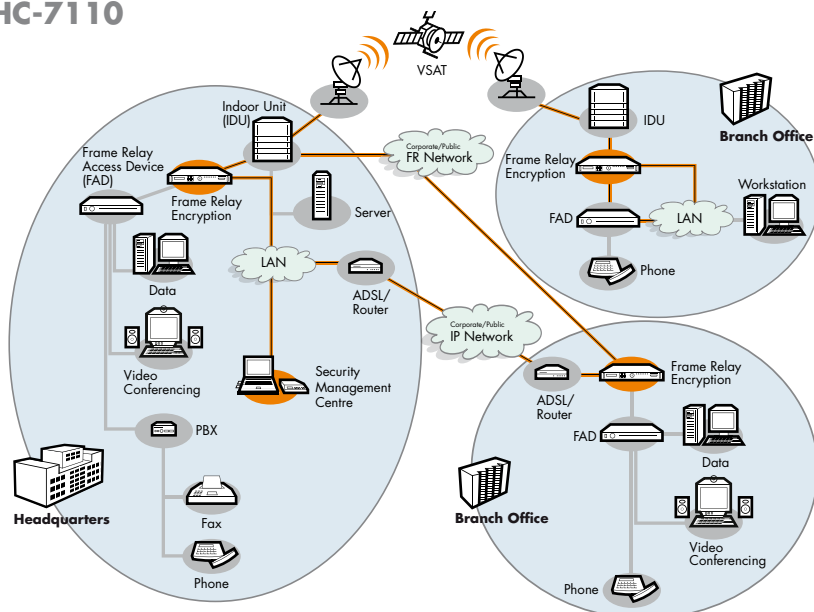 HC-7110
VSAT
Indoor Unit
(IDU)
Frame Relay
Access Device
(FAD)
Frame Relay
Encryption
Server
LAN
ADSL/
Router
Data
Video
Conferencing
Security
Management
Centre
PBX
Headquarters
Fax
Phone
Corporate/Public
FR Network
Corporate/Public
IP Network
IDU
Branch Office
Frame Relay
Encryption
Workstation
FAD
LAN
Phone
Frame Relay
Encryption
ADSL/
Router
FAD
Data
Branch Office
Video
Conferencing
Phone